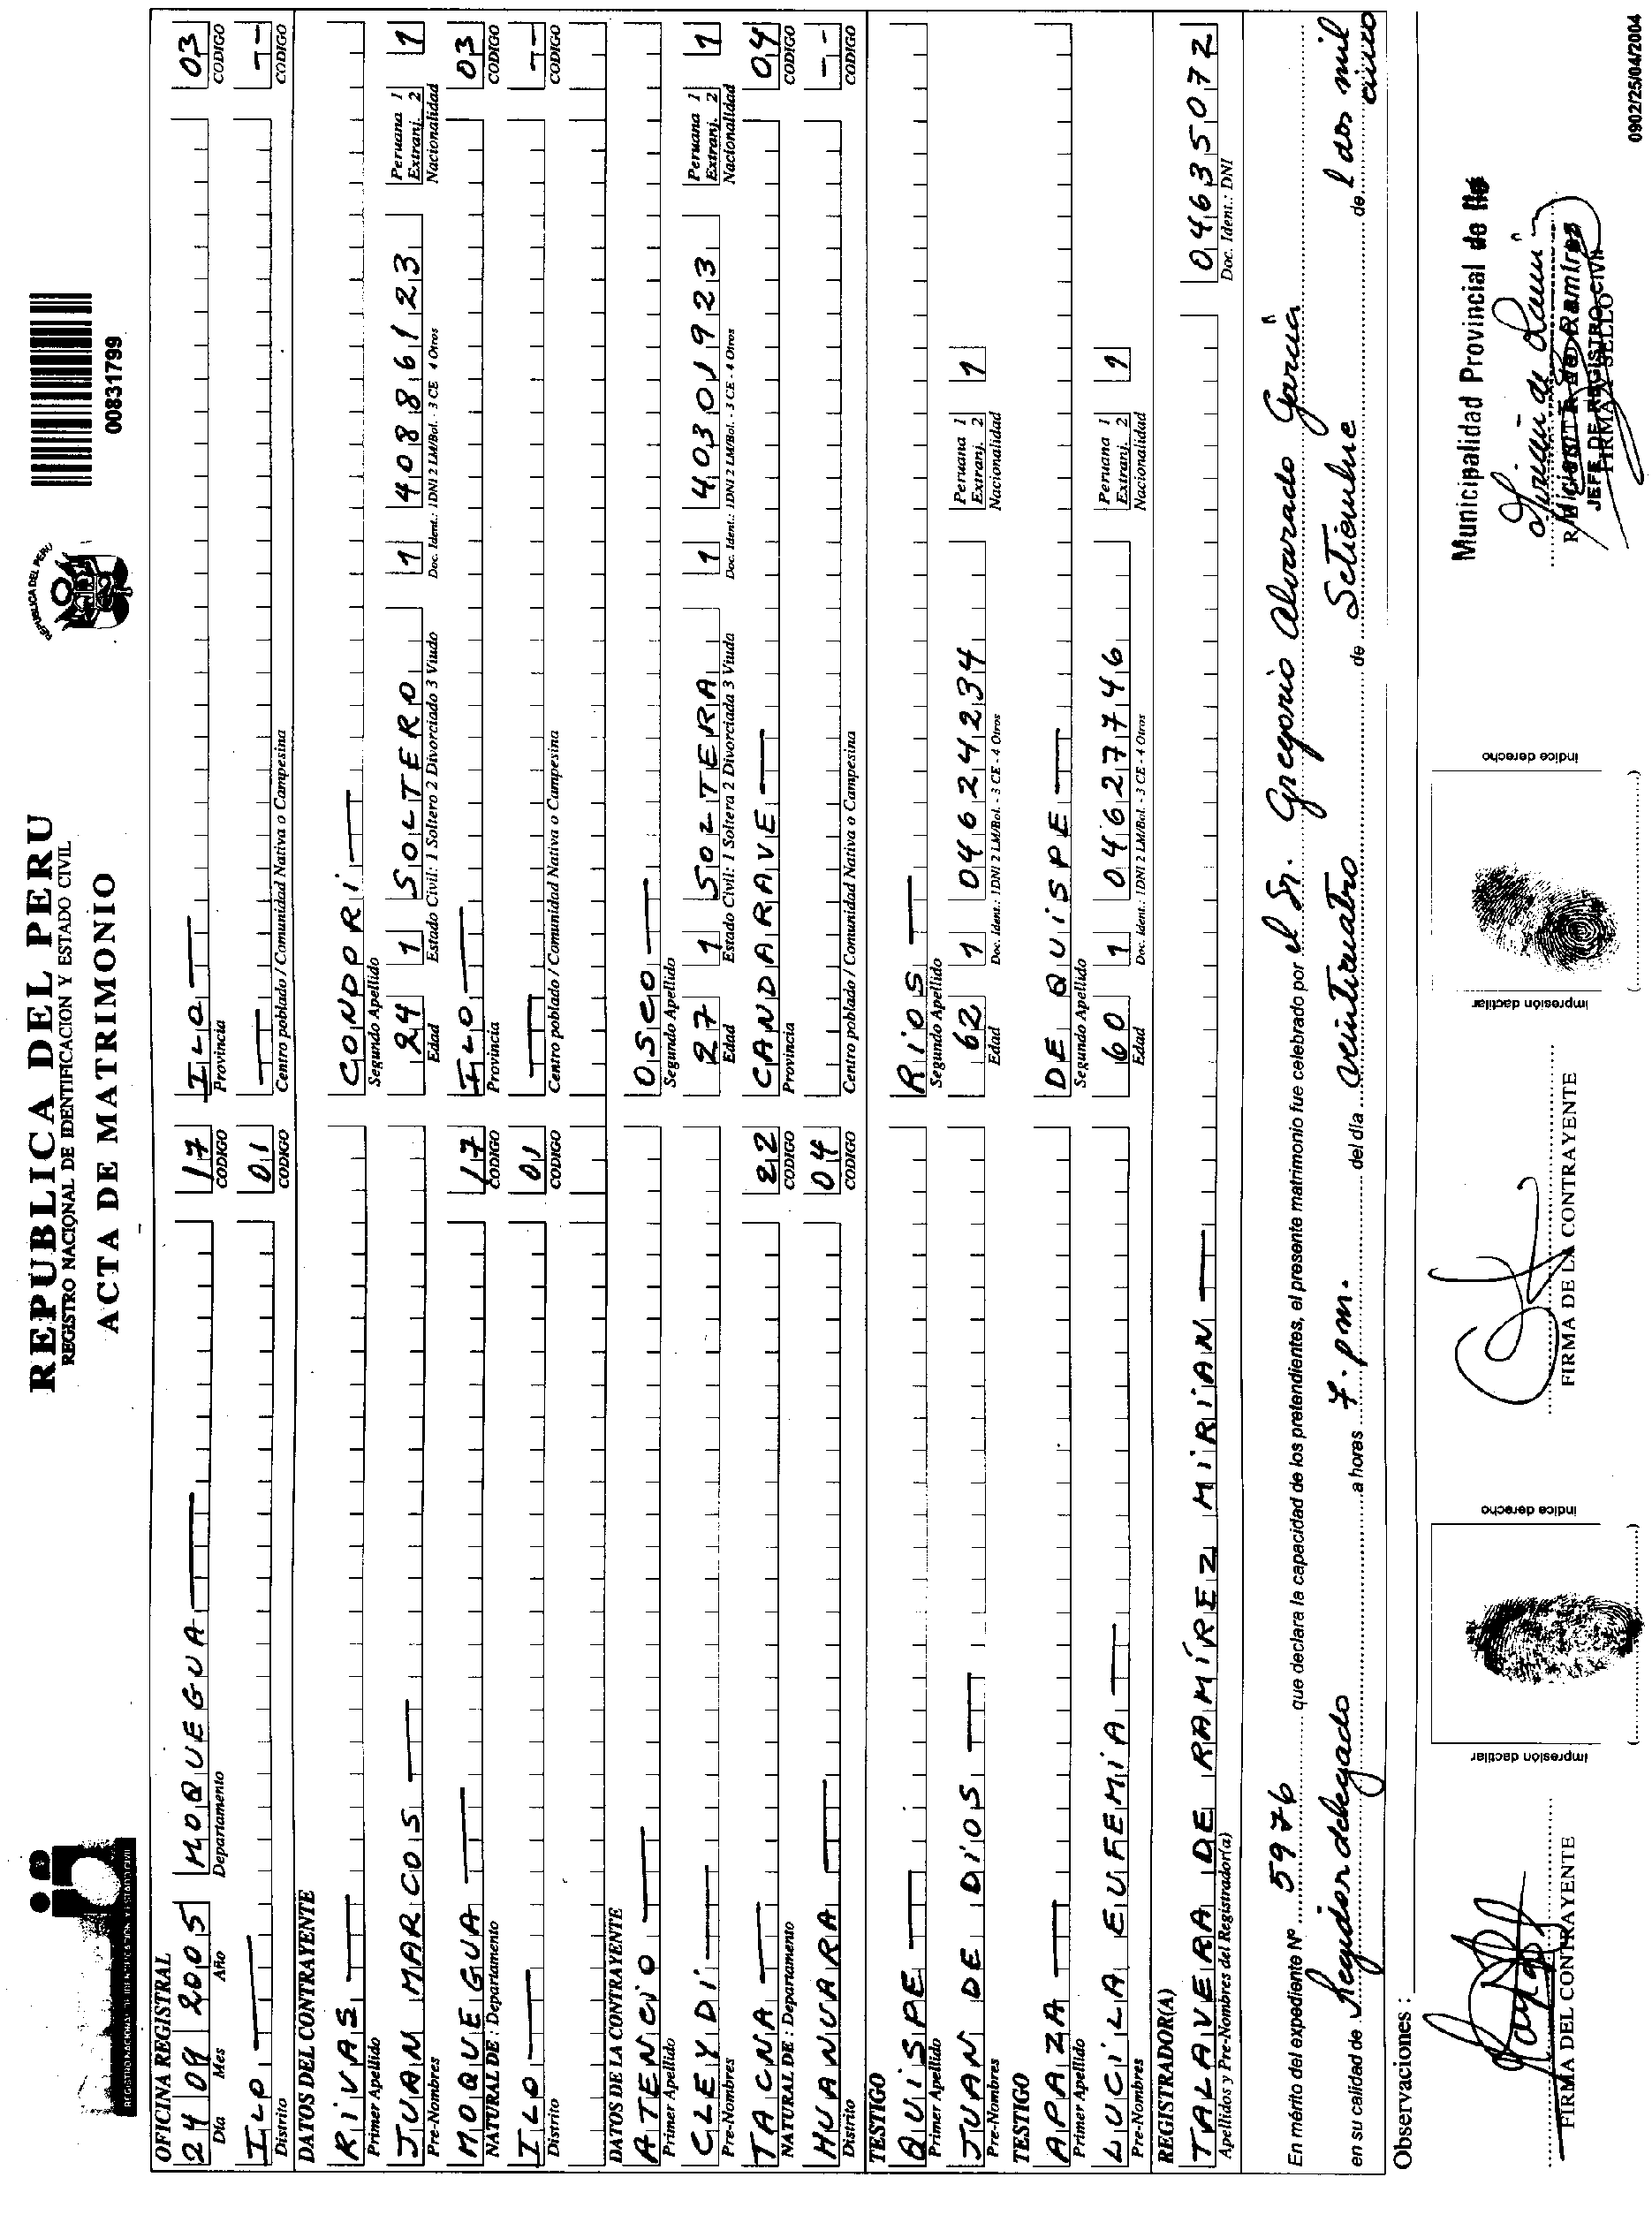 REPUBLICA DEL PERU
REGISTRO NACIONAL DE IDENTIFICACION Y ESTADO CIVIL
ACTA DE MATRIMONIO
REPUBLICA DEL PERU
00831799
OFICINA REGISTRAL
24 09 2005 MOQUEGUA 17 ILO 03
Día Mes Año Departamento CODIGO Provincia CODIGO
ILO 01
Distrito CODIGO Centro poblado / Comunidad Nativa o Campesina CODIGO
DATOS DEL CONTRAYENTE
RIVAS CONDORI
Primer Apellido Segundo Apellido
JUAN MARCOS 24 1 SOLTERO 1 40886123 Peruana 1 Extranj. 2 1
Pre-Nombres Edad Estado Civil: 1 Soltero 2 Divorciado 3 Viudo Doc. Ident.: 1DNI 2 LM/Bol. - 3 CE - 4 Otros Nacionalidad
MOQUEGUA 17 ILO 03
NATURAL DE : Departamento CODIGO Provincia CODIGO
ILO 01
Distrito CODIGO Centro poblado / Comunidad Nativa o Campesina CODIGO
DATOS DE LA CONTRAYENTE
ATENCIO OSCO
Primer Apellido Segundo Apellido
CLEYDI 27 1 SOLTERA 1 40301923 Peruana 1 Extranj. 2 1
Pre-Nombres Edad Estado Civil: 1 Soltera 2 Divorciada 3 Viuda Doc. Ident.: 1DNI 2 LM/Bol. - 3 CE - 4 Otros Nacionalidad
TACNA 22 CANDARAVE 04
NATURAL DE : Departamento CODIGO Provincia CODIGO
HUANUARA 04 --
Distrito CODIGO Centro poblado / Comunidad Nativa o Campesina CODIGO
TESTIGO
QUISPE RIOS
Primer Apellido Segundo Apellido
JUAN DE DIOS 62 1 04624234 Peruana 1 Extranj. 2 1
Pre-Nombres Edad Doc. Ident.: 1DNI 2 LM/Bol. - 3 CE - 4 Otros Nacionalidad
TESTIGO
APAZA DE QUISPE
Primer Apellido Segundo Apellido
LUCILA EUFEMIA 60 1 04627746 Peruana 1 Extranj. 2 1
Pre-Nombres Edad Doc. Ident.: 1DNI 2 LM/Bol. - 3 CE - 4 Otros Nacionalidad
REGISTRADOR(A)
TALAVERA DE RAMÍREZ MIRIAN 04635072
Apellidos y Pre-Nombres del Registrador(a) Doc. Ident.: DNI
En mérito del expediente Nº 5976 que declara la capacidad de los pretendientes, el presente matrimonio fue celebrado por el Sr. Gregorio Alvarado García
en su calidad de Regidor delegado a horas 7. pm. del día veinticuatro de Setiembre de l dos mil cinco
Observaciones :
FIRMA DEL CONTRAYENTE
impresión dactilar
índice derecho
FIRMA DE LA CONTRAYENTE
impresión dactilar
índice derecho
Municipalidad Provincial de Ilo
JEFE DE REGISTRO CIVIL
FIRMA Y SELLO
0902/25/04/2004